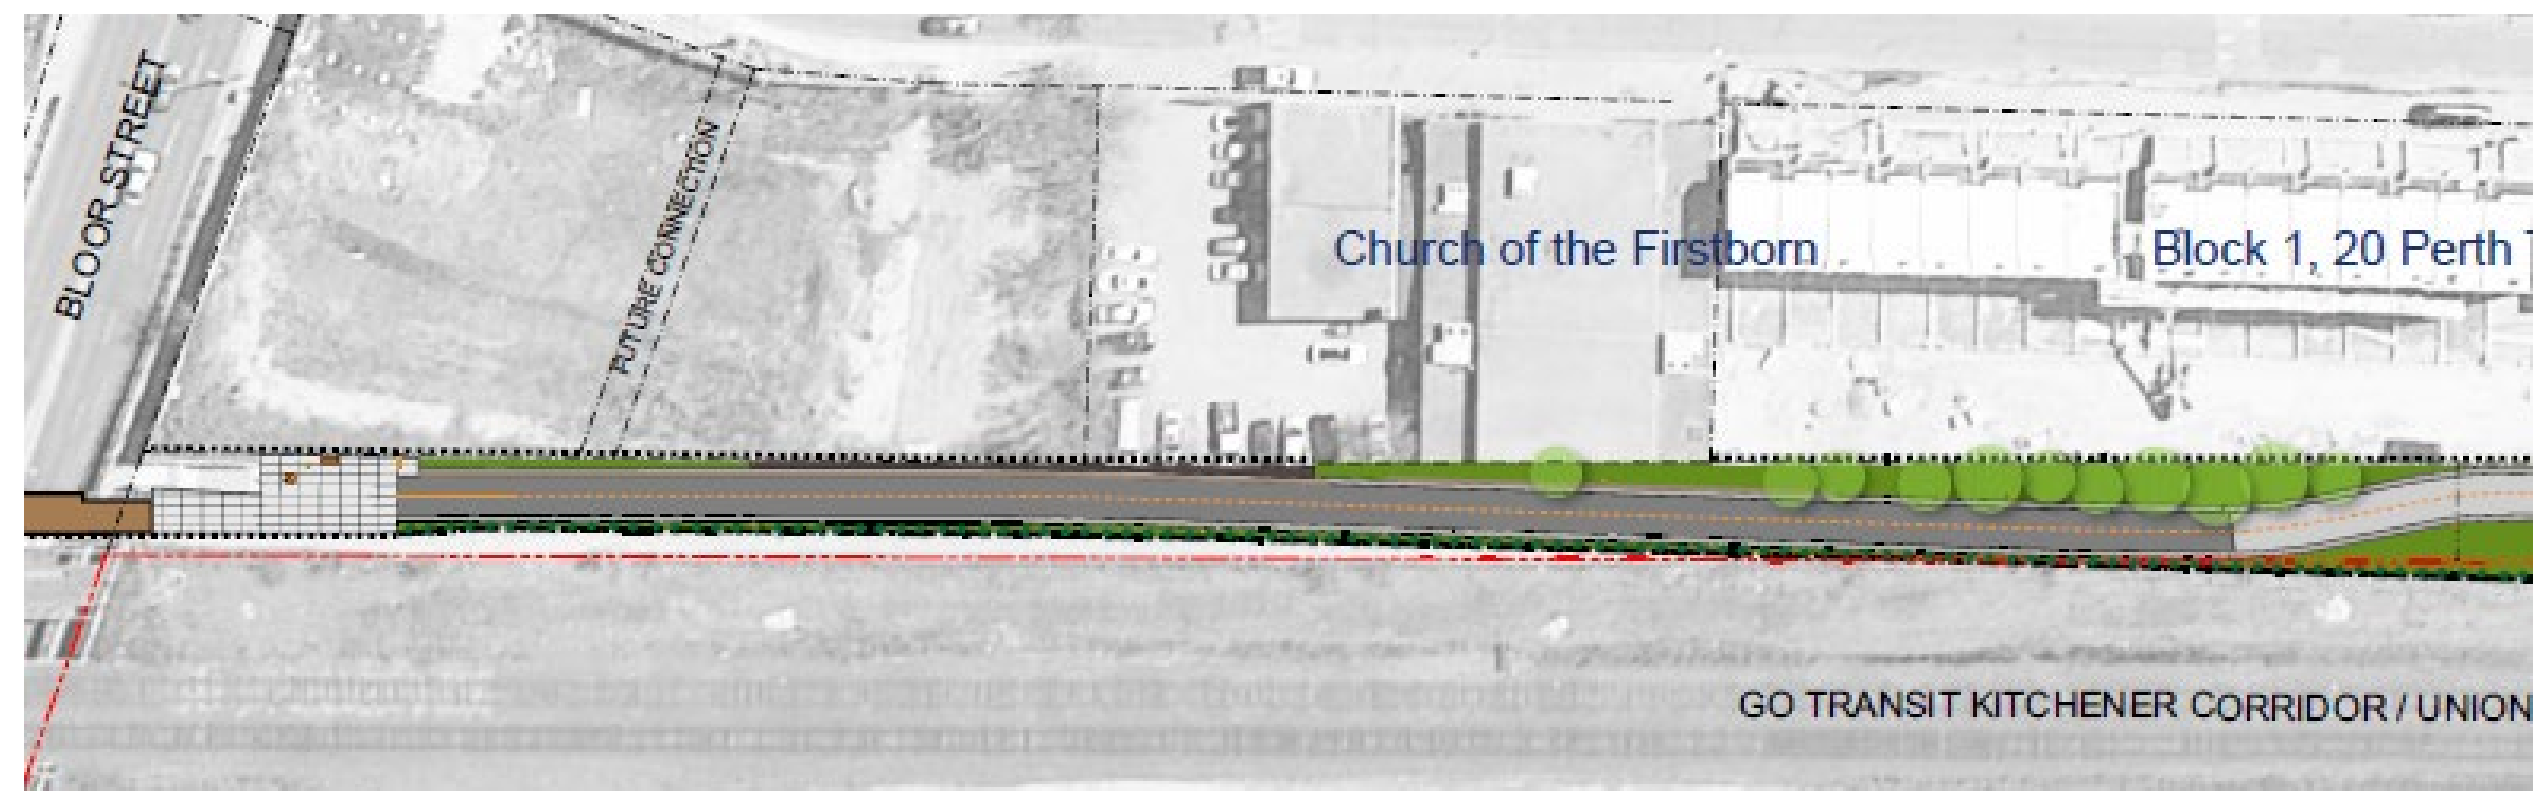 BLOOR STREET
FUTURE CONNECTION
Church of the Firstborn
Block 1, 20 Perth
GO TRANSIT KITCHENER CORRIDOR / UNION